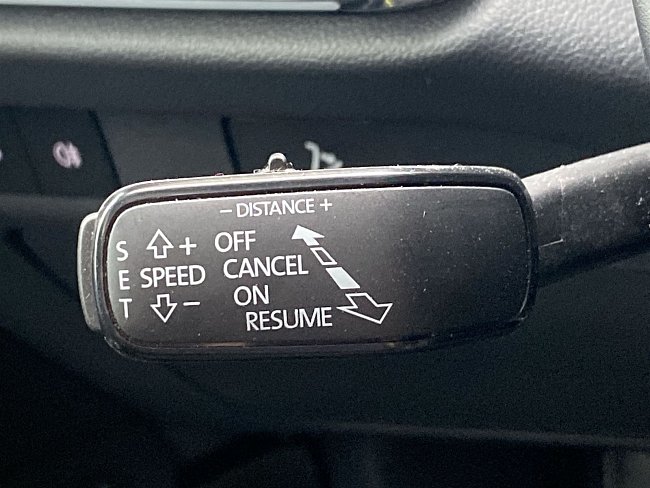 − DISTANCE +
S + OFF
E SPEED CANCEL
T − ON
RESUME